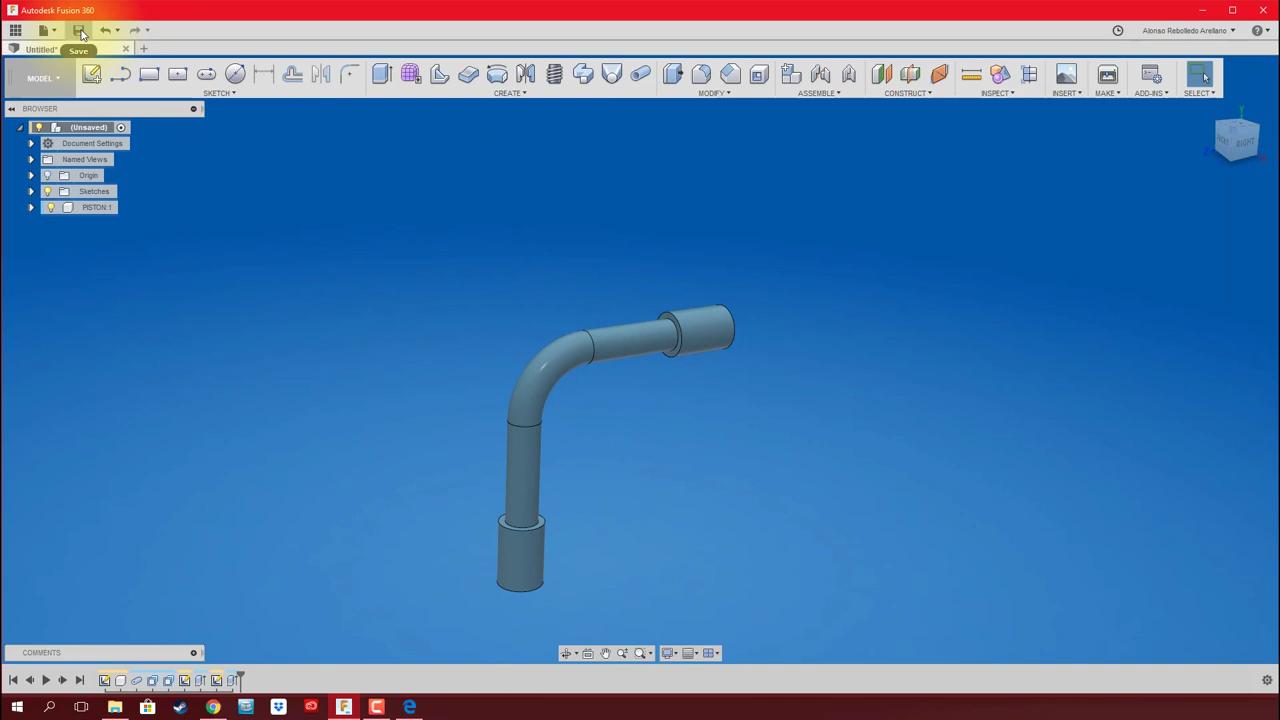 Autodesk Fusion 360
Alonso Rebolledo Arellano
Untitled*
Save
MODEL
SKETCH
CREATE
MODIFY
ASSEMBLE
CONSTRUCT
INSPECT
INSERT
MAKE
ADD-INS
SELECT
BROWSER
(Unsaved)
Document Settings
Named Views
Origin
Sketches
PISTON:1
RIGHT
COMMENTS